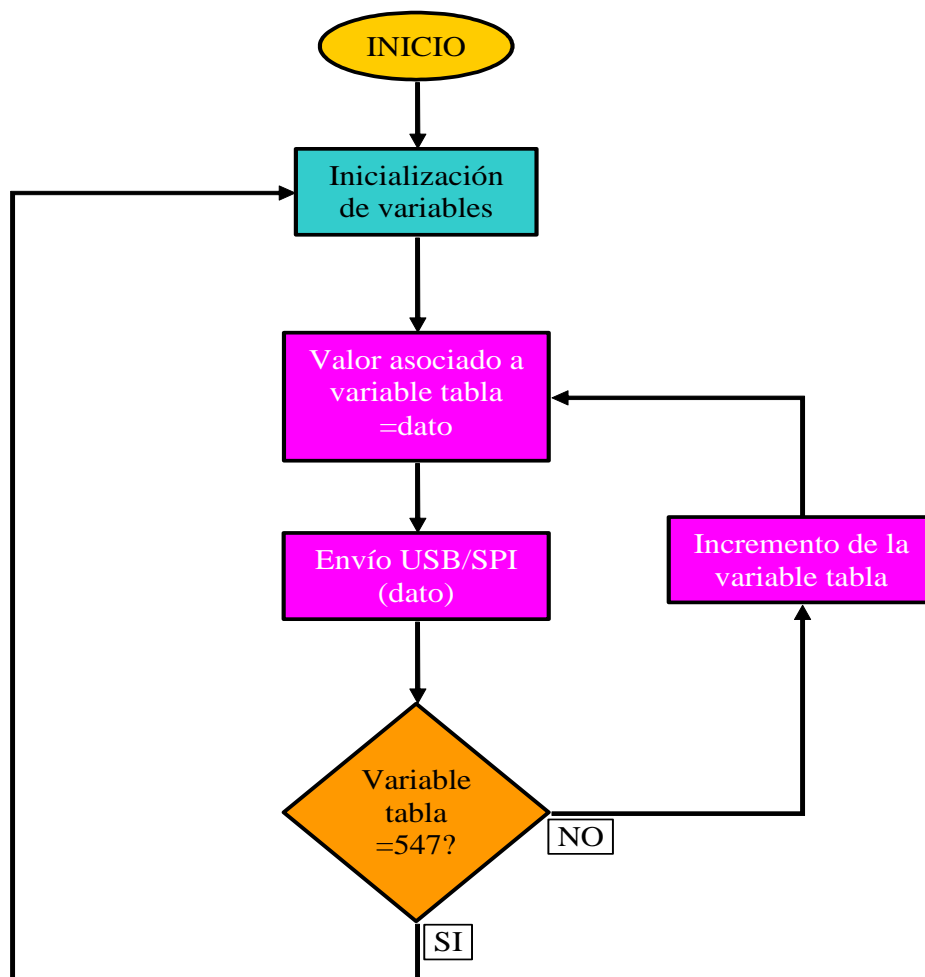 INICIO
Inicialización
de variables
Valor asociado a
variable tabla
=dato
Envío USB/SPI
(dato)
Incremento de la
variable tabla
Variable
tabla
=547?
NO
SI